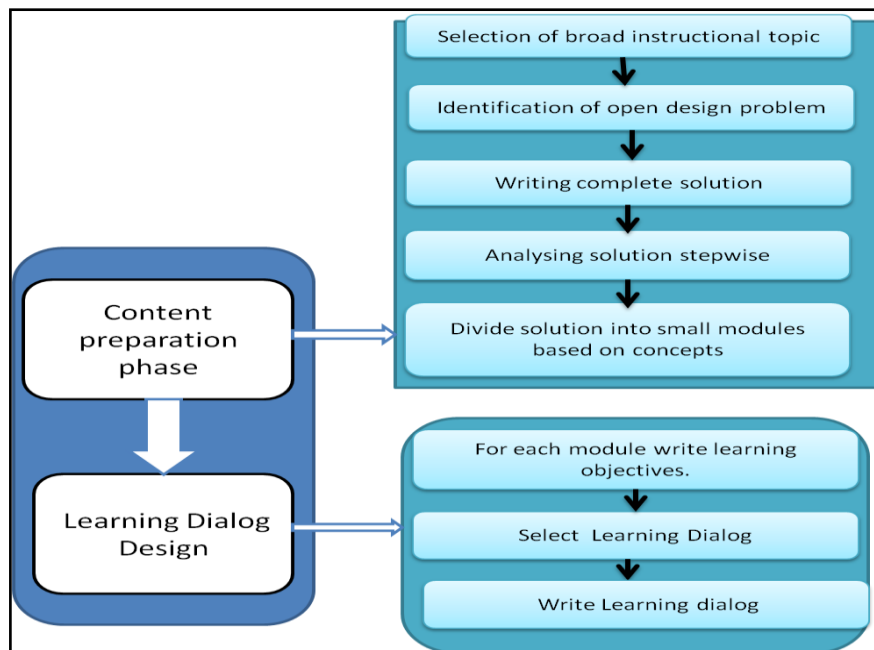 Selection of broad instructional topic
Identification of open design problem
Writing complete solution
Analysing solution stepwise
Divide solution into small modules
based on concepts
Content
preparation
phase
Learning Dialog
Design
For each module write learning
objectives.
Select Learning Dialog
Write Learning dialog